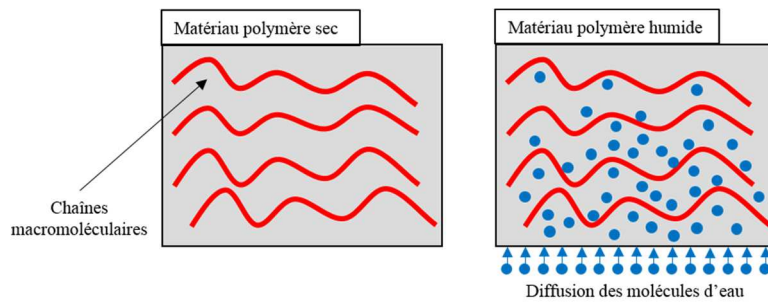 Matériau polymère sec
Matériau polymère humide
Chaînes
macromoléculaires
Diffusion des molécules d'eau